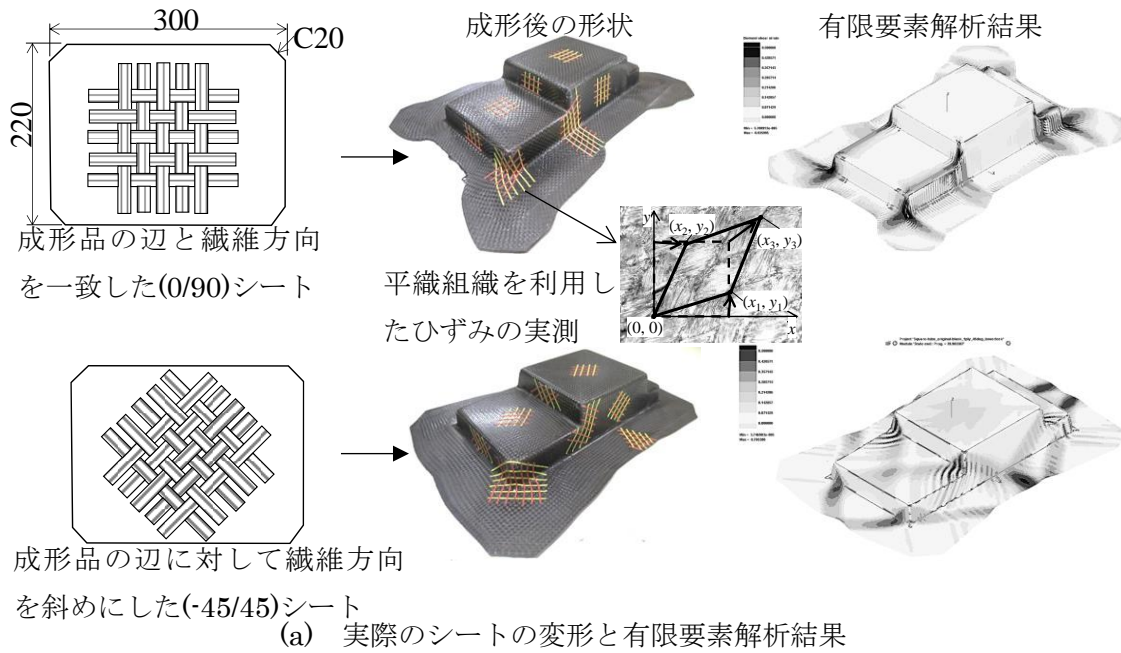 300
C20
220
成形後の形状
有限要素解析結果
成形品の辺と繊維方向
を一致した(0/90)シート
平織組織を利用し
たひずみの実測
y
(x2, y2)
(x3, y3)
(x1, y1)
(0, 0)
x
成形品の辺に対して繊維方向
を斜めにした(-45/45)シート
(a) 実際のシートの変形と有限要素解析結果